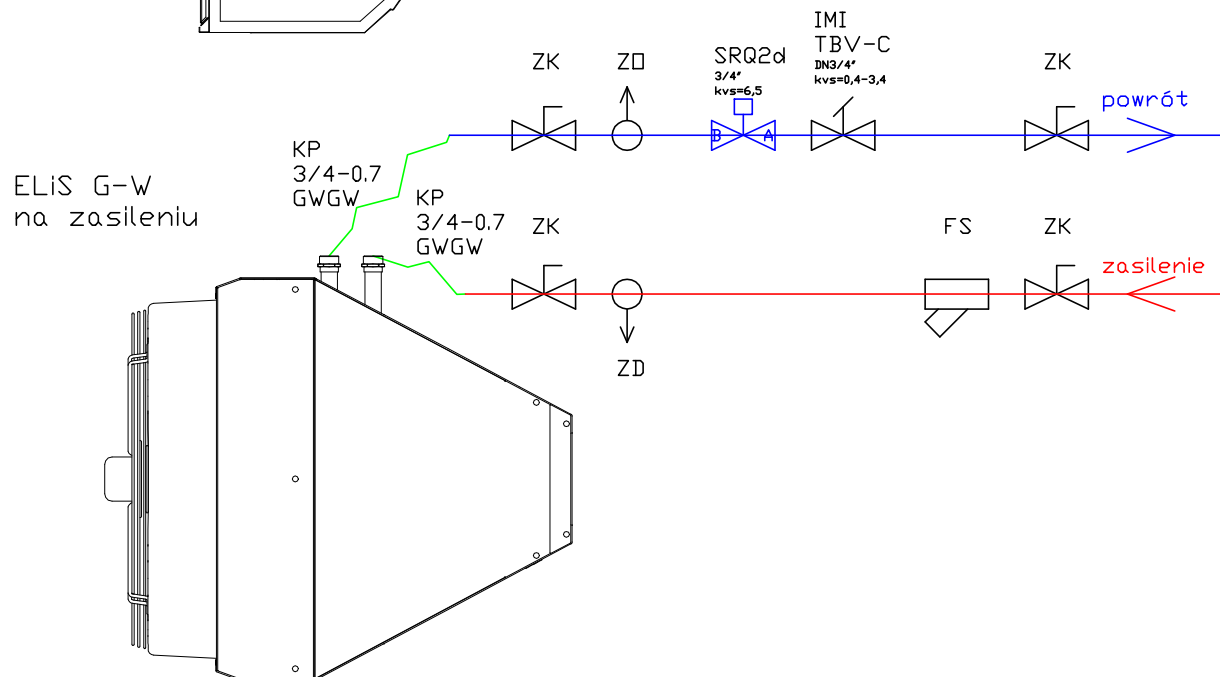 IMI
TBV-C
DN3/4"
kvs=0,4-3,4
SRQ2d
3/4"
kvs=6,5
ZK
ZO
ZK
powrót
B
A
KP
3/4-0.7
GWGW
ELiS G-W
na zasileniu
KP
3/4-0.7
GWGW
ZK
FS
ZK
zasilenie
ZD